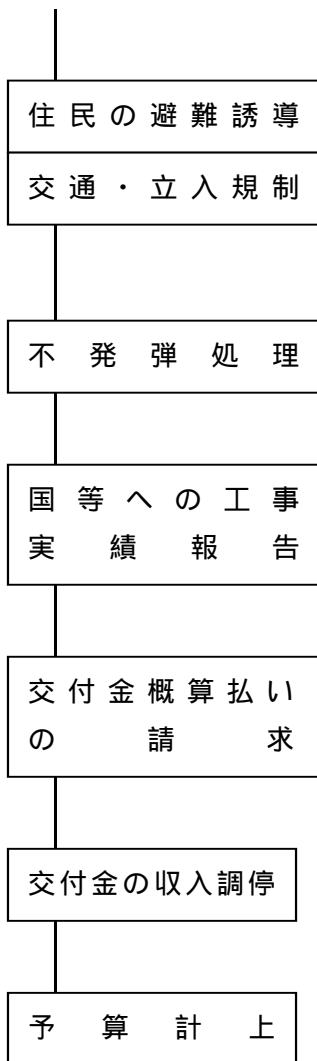 住民の避難誘導
交通・立入規制
不発弾処理
国等への工事
実績報告
交付金概算払い
の請求
交付金の収入調停
予算計上